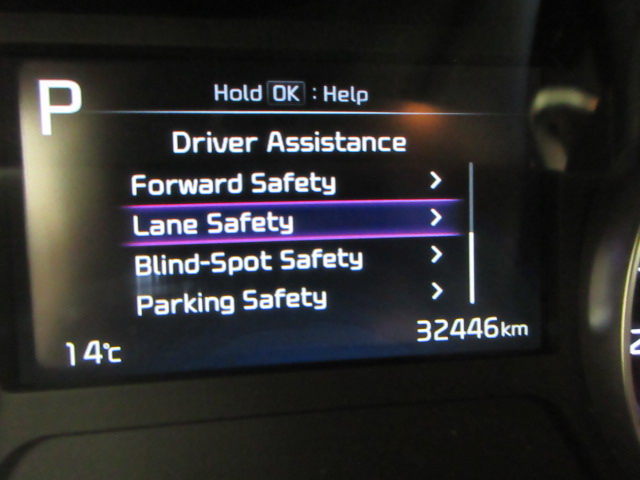 P
Hold OK : Help
Driver Assistance
Forward Safety >
Lane Safety >
Blind-Spot Safety >
Parking Safety >
14°C
32446km